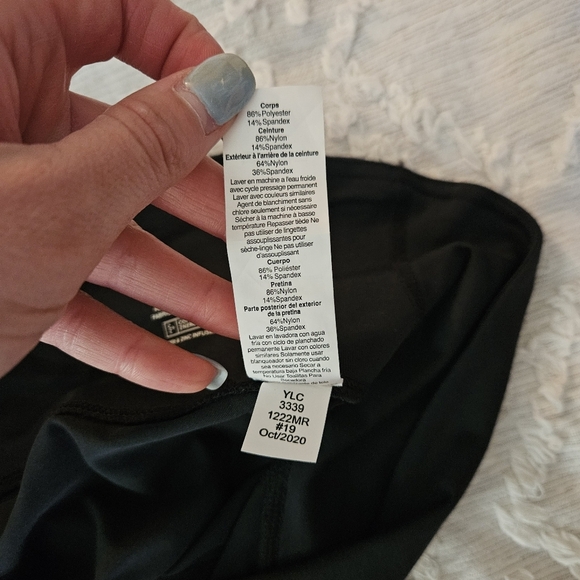 Corps
86%Polyester
14%Spandex
Ceinture
86%Nylon
14%Spandex
Extérieur à l'arrière de la ceinture
64%Nylon
36%Spandex
Laver en machine a l'eau froide
avec cycle pressage permanent
Laver avec couleurs similaires
Agent de blanchiment sans
chlore seulement si nécessaire
Sécher à la machine à basse
température Repasser tiède Ne
pas utiliser de lingettes
assouplissantes pour
sèche-linge Ne pas utiliser
d'assouplissant
Cuerpo
86% Poliéster
14% Spandex
Pretina
86%Nylon
14%Spandex
Parte posterior del exterior
de la pretina
64%Nylon
36%Spandex
Lavar en lavadora con agua
fria con ciclo de planchado
permanente Lavar con colores
similares Solamente usar
blanqueador sin cloro cuando
sea necesario Secar a
temperatura baja Plancha fría
No Usar Toallas Para
YLC
3339
1222MR
#19
Oct/2020